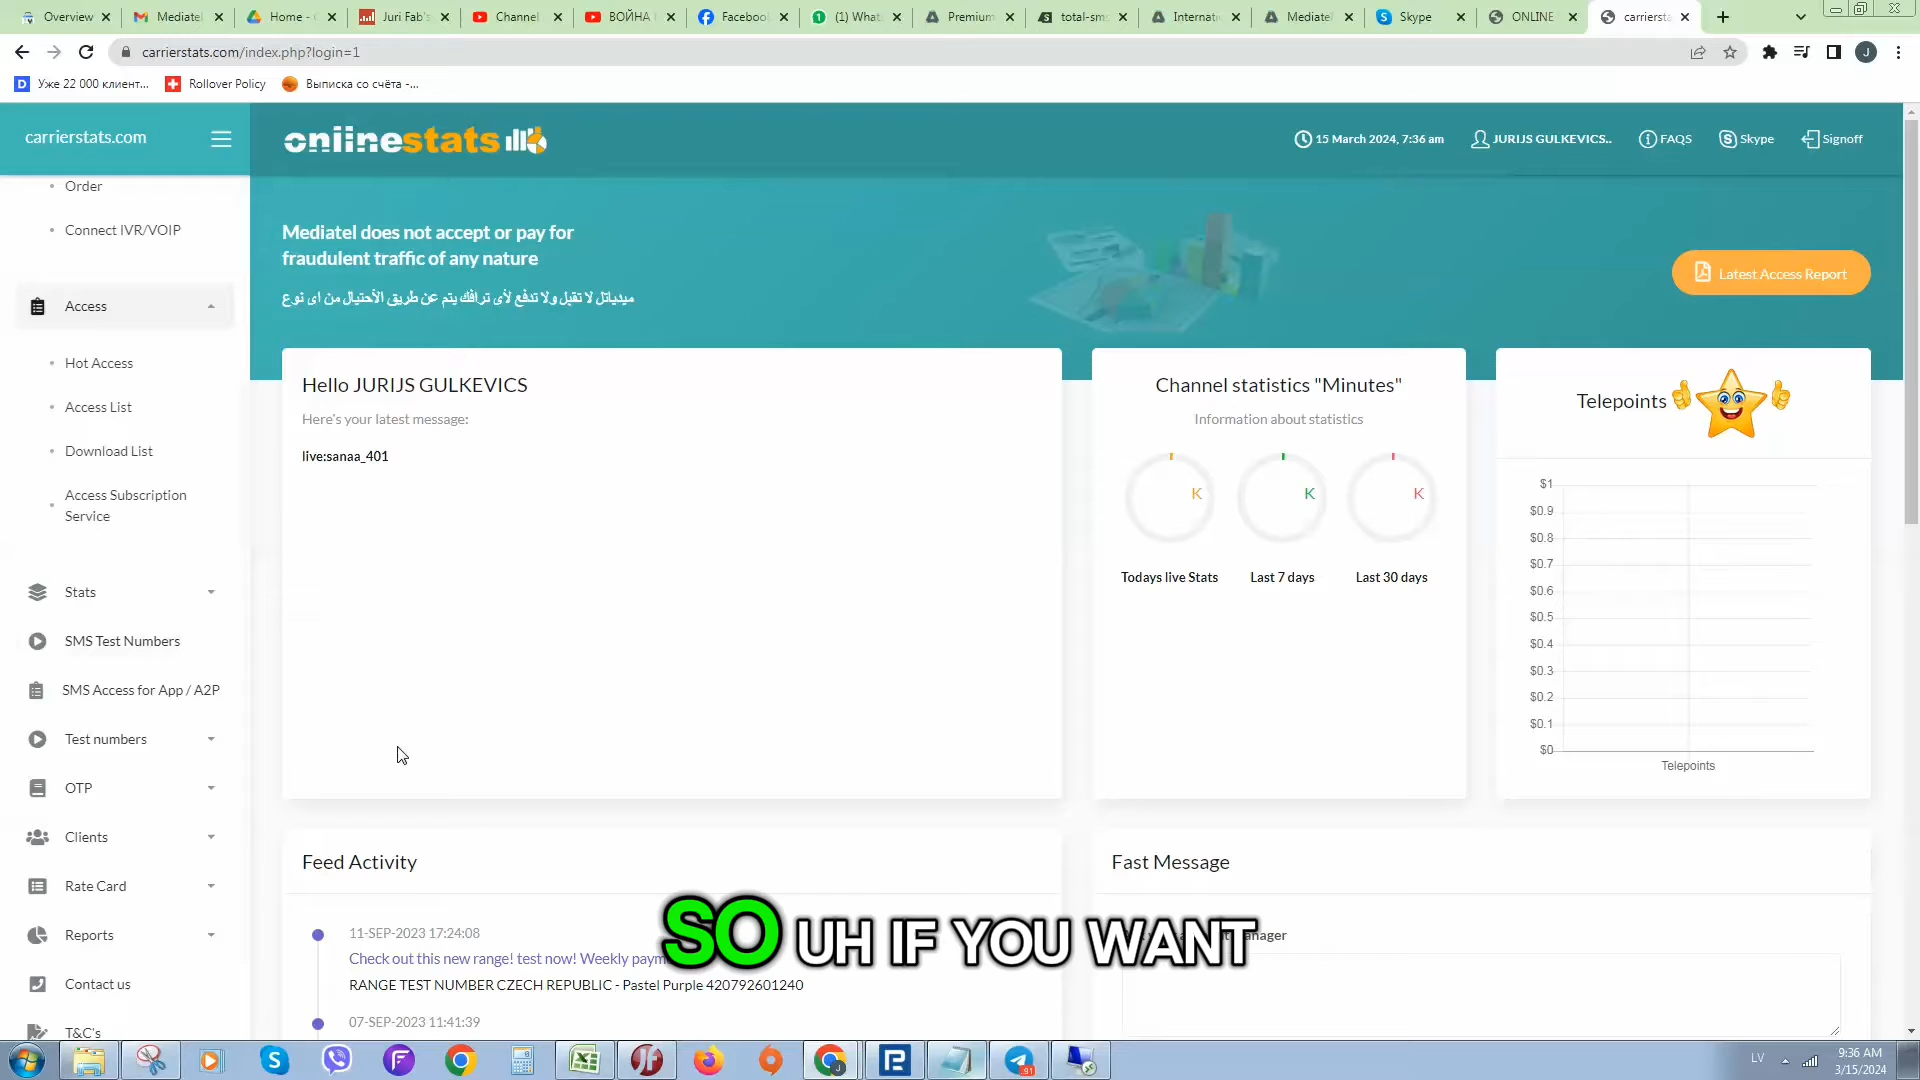 Overview
Mediatel
Home - G
Juri Fab's
Channel
ВОЙНА
Facebook
(1) What
Premium
total-sms
Internati
Mediatel
Skype
ONLINE
carriersta
carrierstats.com/index.php?login=1
J
D Уже 22 000 клиент...
Rollover Policy
Выписка со счёта -...
carrierstats.com
onlinestats
15 March 2024, 7:36 am
JURIJS GULKEVICS..
FAQS
Skype
Signoff
Order
Connect IVR/VOIP
Access
Hot Access
Access List
Download List
Access Subscription
Service
Stats
SMS Test Numbers
SMS Access for App / A2P
Test numbers
OTP
Clients
Rate Card
Reports
Contact us
T&C's
Mediatel does not accept or pay for
fraudulent traffic of any nature
ميدياتل لا تقبل ولا تدفع لأى ترافك يتم عن طريق الأحتيال من اى نوع
Latest Access Report
Hello JURIJS GULKEVICS
Here's your latest message:
live:sanaa_401
Channel statistics "Minutes"
Information about statistics
K
K
K
Todays live Stats
Last 7 days
Last 30 days
Telepoints
$1
$0.9
$0.8
$0.7
$0.6
$0.5
$0.4
$0.3
$0.2
$0.1
$0
Telepoints
Feed Activity
11-SEP-2023 17:24:08
Check out this new range! test now! Weekly
RANGE TEST NUMBER CZECH REPUBLIC - Pastel Purple 420792601240
07-SEP-2023 11:41:39
Fast Message
SO UH IF YOU WANT
LV
9:36 AM
3/15/2024